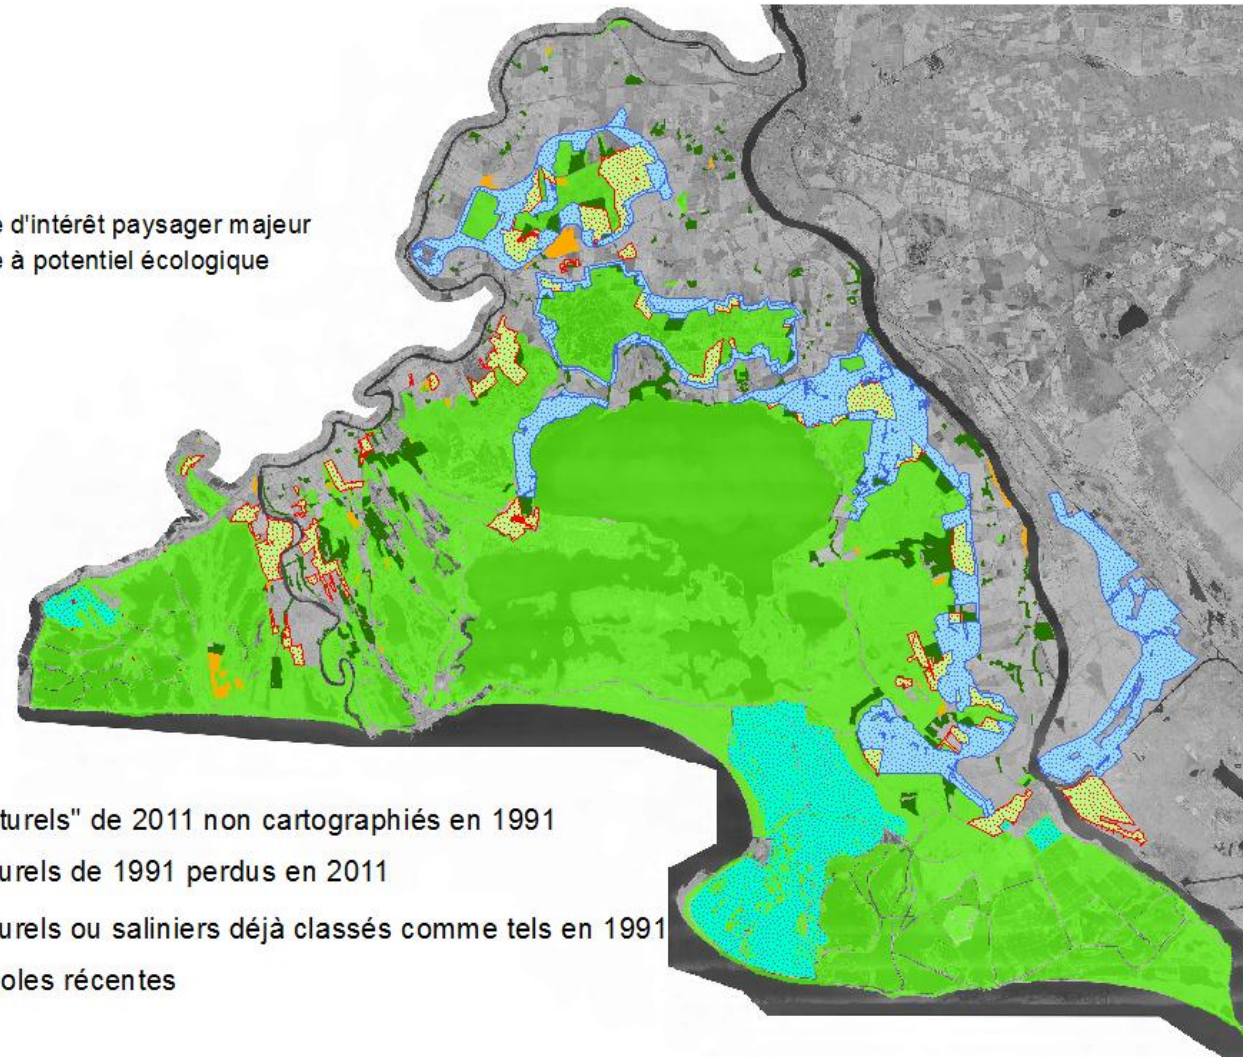 e d'intérêt paysager majeur
e à potentiel écologique
turels" de 2011 non cartographiés en 1991
urels de 1991 perdus en 2011
urels ou saliniers déjà classés comme tels en 1991
oles récentes